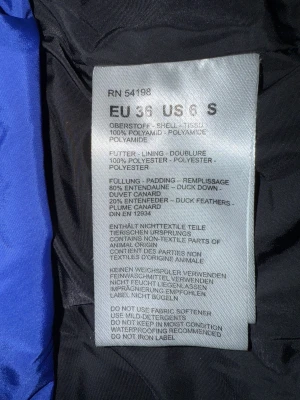 RN 54198
EU 36 US 6 S
OBERSTOFF - SHELL - TISSU
100% POLYAMID - POLYAMIDE -
POLYAMIDE
FUTTER - LINING - DOUBLURE
100% POLYESTER - POLYESTER -
POLYESTER
FÜLLUNG - PADDING - REMPLISSAGE
80% ENTENDAUNE - DUCK DOWN -
DUVET CANARD
20% ENTENFEDER - DUCK FEATHERS -
PLUME CANARD
DIN EN 12934
ENTHÄLT NICHTTEXTILE TEILE
TIERISCHEN URSPRUNGS
CONTAINS NON-TEXTILE PARTS OF
ANIMAL ORIGIN
CONTIENT DES PARTIES NON
TEXTILES D'ORIGINE ANIMALE
KEINEN WEICHSPÜLER VERWENDEN
FEINWASCHMITTEL VERWENDEN
NICHT FEUCHT LIEGENLASSEN
IMPRÄGNIERUNG EMPFOHLEN
LABEL NICHT BÜGELN
DO NOT USE FABRIC SOFTENER
USE MILD-DETERGENTS
DO NOT KEEP IN MOIST CONDITION
WATERPROOFING RECOMMENDED
DO NOT IRON LABEL